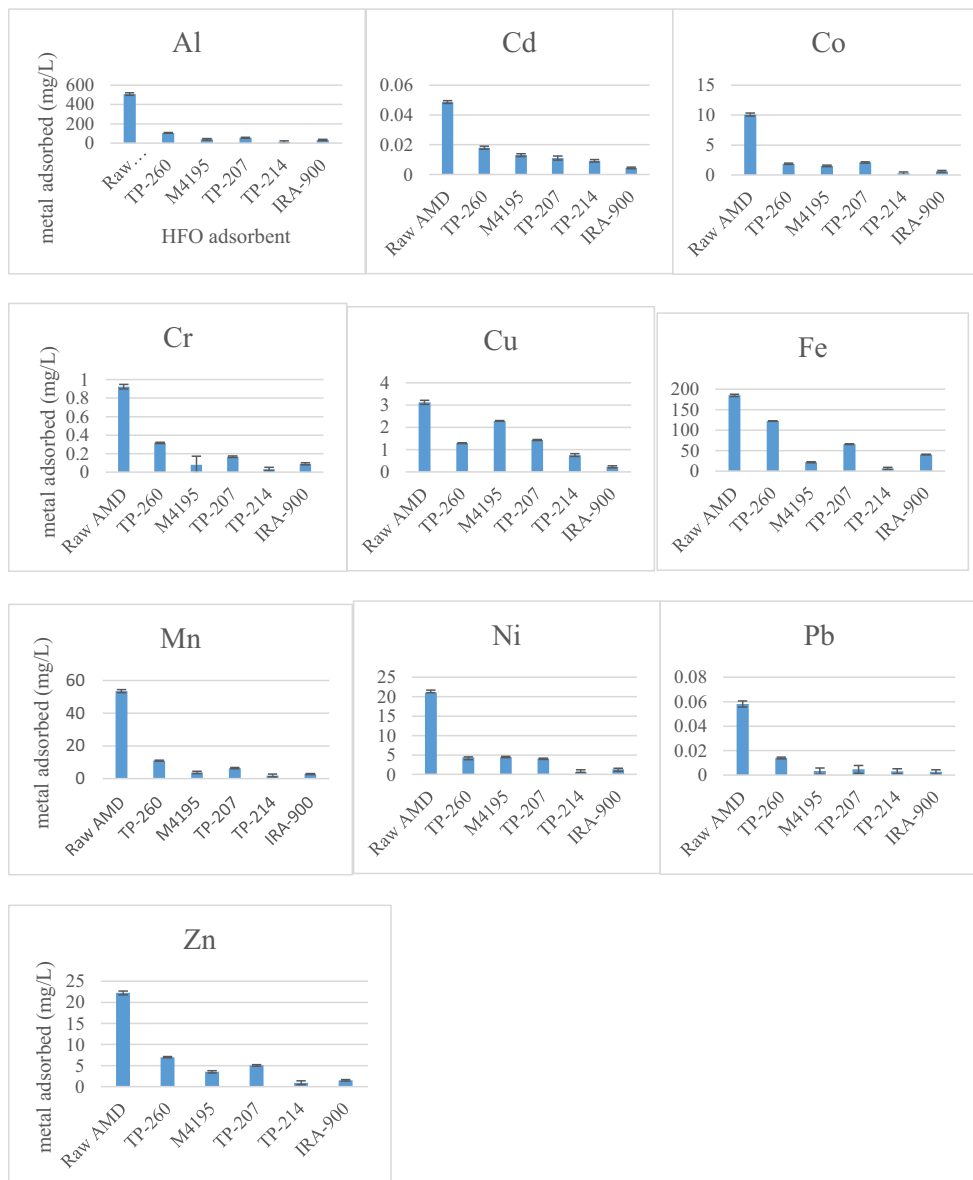 Al
metal adsorbed (mg/L)
600
400
200
0
Raw...
TP-260
M4195
TP-207
TP-214
IRA-900
HFO adsorbent
Cd
0.06
0.04
0.02
0
Raw AMD
TP-260
M4195
TP-207
TP-214
IRA-900
Co
15
10
5
0
Raw AMD
TP-260
M4195
TP-207
TP-214
IRA-900
Cr
metal adsorbed (mg/L)
1
0.8
0.6
0.4
0.2
0
Raw AMD
TP-260
M4195
TP-207
TP-214
IRA-900
Cu
4
3
2
1
0
Raw AMD
TP-260
M4195
TP-207
TP-214
IRA-900
Fe
200
150
100
50
0
Raw AMD
TP-260
M4195
TP-207
TP-214
IRA-900
Mn
metal adsorbed (mg/L)
60
40
20
0
Raw AMD
TP-260
M4195
TP-207
TP-214
IRA-900
Ni
25
20
15
10
5
0
Raw AMD
TP-260
M4195
TP-207
TP-214
IRA-900
Pb
0.08
0.06
0.04
0.02
0
Raw AMD
TP-260
M4195
TP-207
TP-214
IRA-900
Zn
metal adsorbed (mg/L)
25
20
15
10
5
0
Raw AMD
TP-260
M4195
TP-207
TP-214
IRA-900